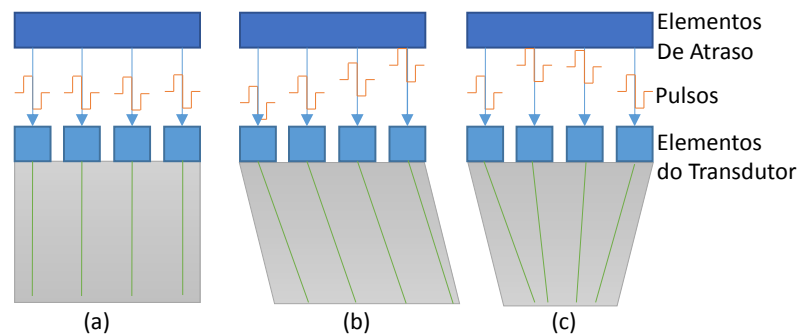 Elementos
De Atraso
Pulsos
Elementos
do Transdutor
(a)
(b)
(c)